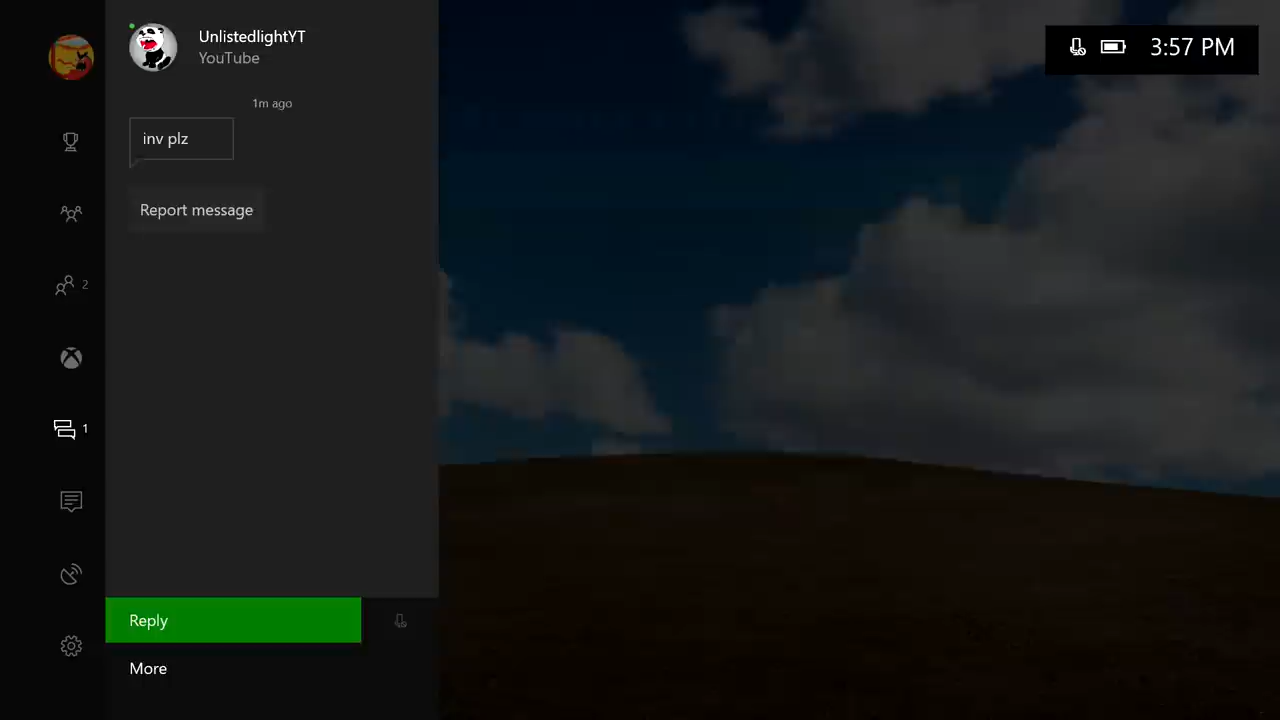 UnlistedlightYT
YouTube
3:57 PM
1m ago
inv plz
Report message
2
1
Reply
More